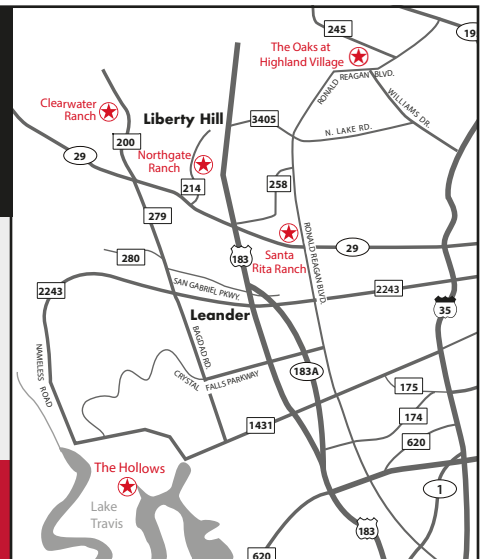 245
19
The Oaks at
Highland Village
RONALD REAGAN BLVD.
WILLIAMS DR.
Clearwater
Ranch
Liberty Hill
3405
N. LAKE RD.
200
29
Northgate
Ranch
214
258
279
RONALD REAGAN BLVD.
29
280
183
Santa
Rita Ranch
2243
SAN GABRIEL PKWY.
2243
Leander
35
BAGDAD RD.
NAMELESS ROAD
CRYSTAL FALLS PARKWAY
183A
175
174
1431
620
The Hollows
1
Lake
Travis
183
620